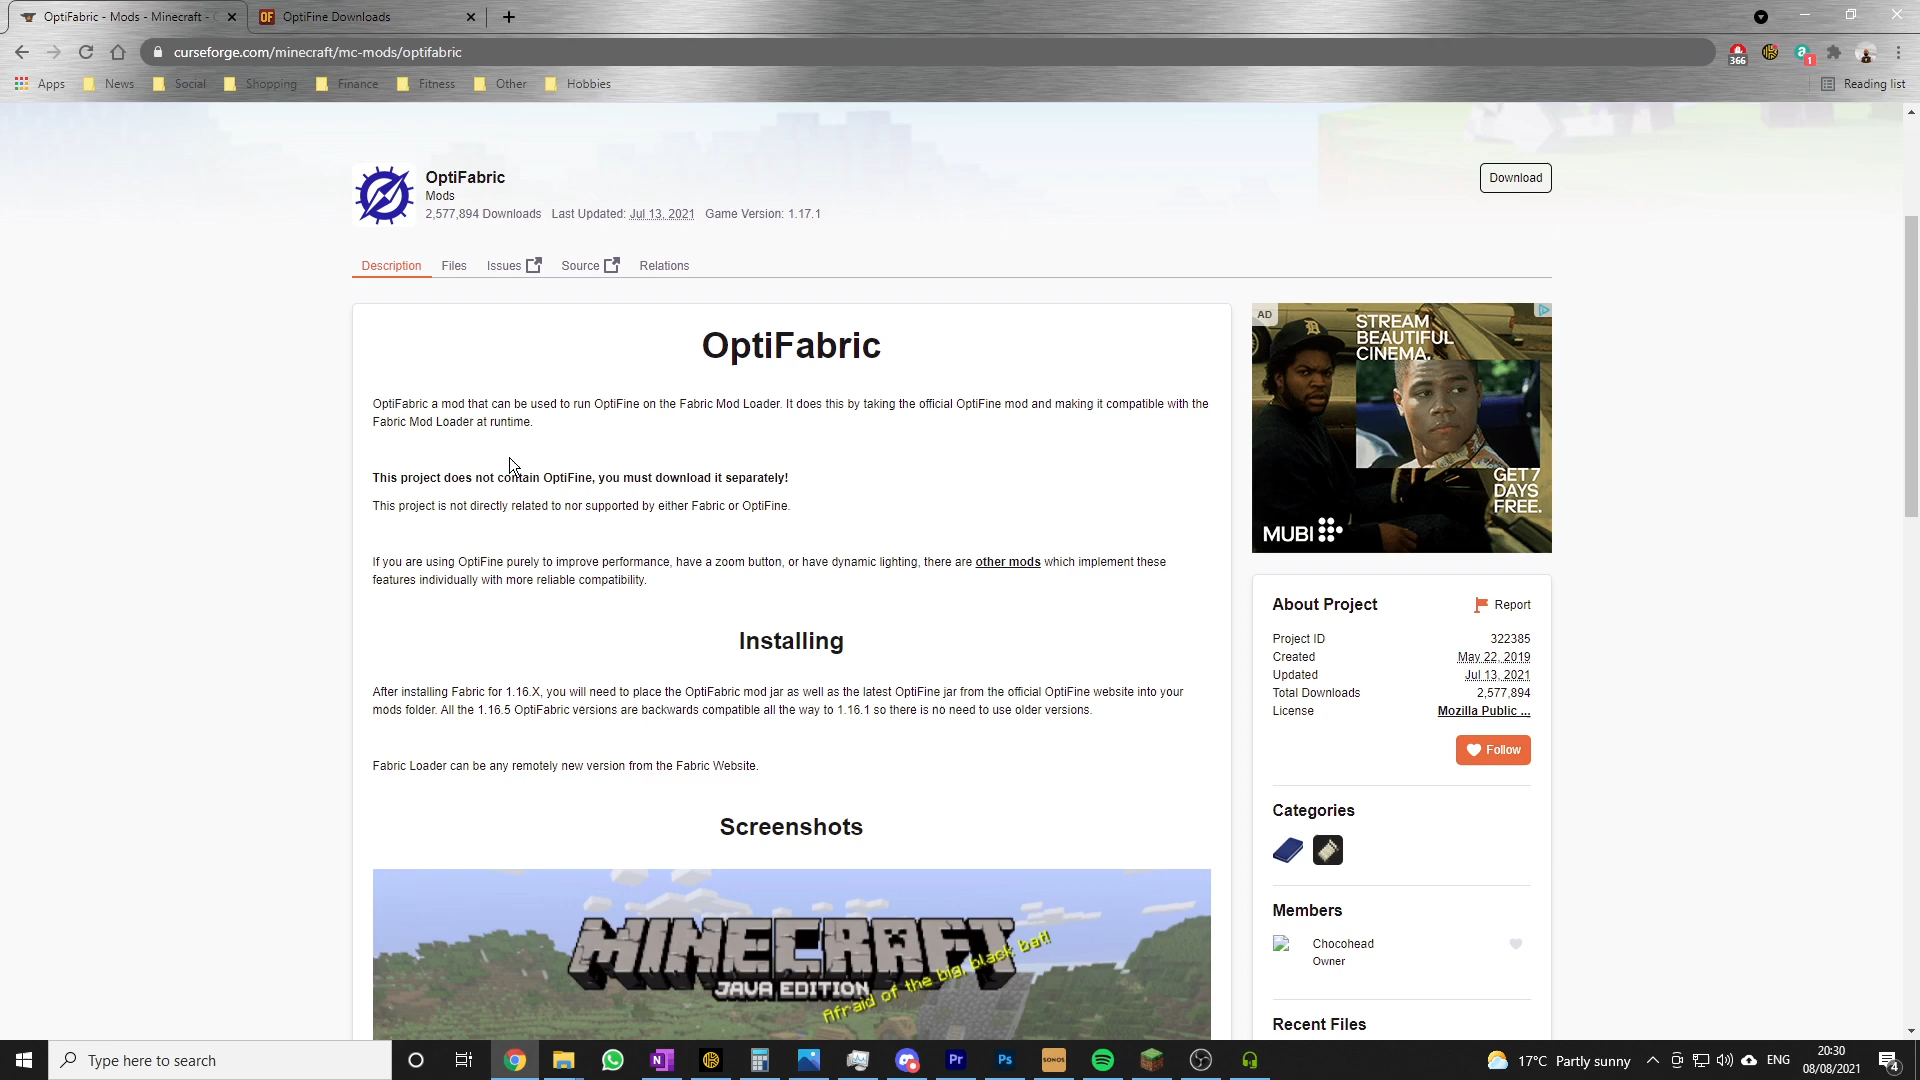 OptiFabric - Mods - Minecraft -
OptiFine Downloads
curseforge.com/minecraft/mc-mods/optifabric
366
1
Apps
News
Social
Shopping
Finance
Fitness
Other
Hobbies
Reading list
OptiFabric
Mods
2,577,894 Downloads Last Updated: Jul 13, 2021 Game Version: 1.17.1
Download
Description
Files
Issues
Source
Relations
OptiFabric
OptiFabric a mod that can be used to run OptiFine on the Fabric Mod Loader. It does this by taking the official OptiFine mod and making it compatible with the
Fabric Mod Loader at runtime.
This project does not contain OptiFine, you must download it separately!
This project is not directly related to nor supported by either Fabric or OptiFine.
If you are using OptiFine purely to improve performance, have a zoom button, or have dynamic lighting, there are other mods which implement these
features individually with more reliable compatibility.
Installing
After installing Fabric for 1.16.X, you will need to place the OptiFabric mod jar as well as the latest OptiFine jar from the official OptiFine website into your
mods folder. All the 1.16.5 OptiFabric versions are backwards compatible all the way to 1.16.1 so there is no need to use older versions.
Fabric Loader can be any remotely new version from the Fabric Website.
Screenshots
MINECRAFT
JAVA EDITION
Afraid of the big, black bat!
AD
STREAM
BEAUTIFUL
CINEMA.
GET 7
DAYS
FREE.
MUBI
About Project
Report
Project ID 322385
Created May 22, 2019
Updated Jul 13, 2021
Total Downloads 2,577,894
License Mozilla Public ...
Follow
Categories
Members
Chocohead
Owner
Recent Files
Type here to search
Pr
Ps
SONOS
17°C Partly sunny
ENG
20:30
08/08/2021
4